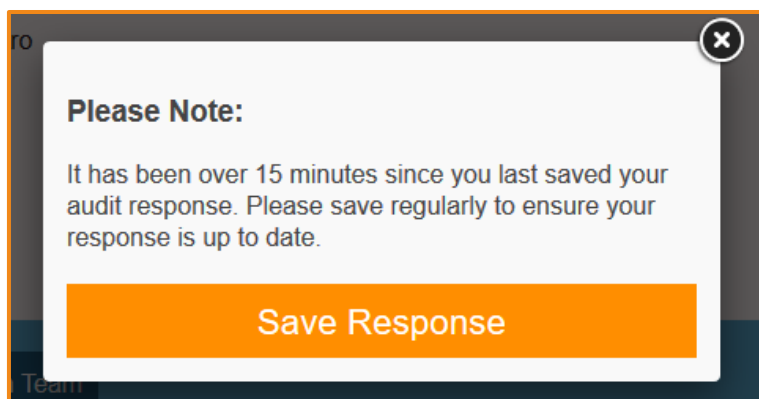 ro
Please Note:
It has been over 15 minutes since you last saved your
audit response. Please save regularly to ensure your
response is up to date.
Save Response
Team